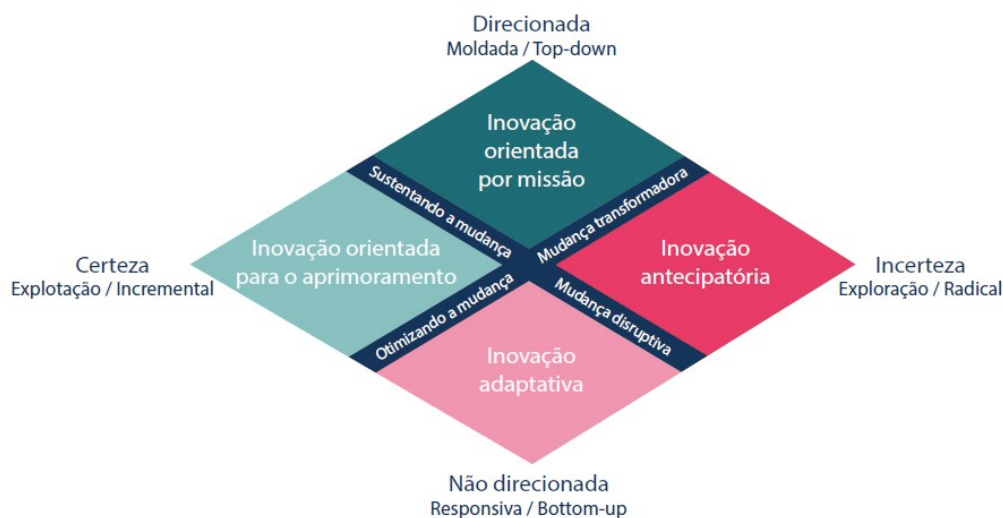 Direcionada
Moldada / Top-down
Inovação
orientada
por missão
Sustentando a mudança
Mudança transformadora
Certeza
Explotação / Incremental
Inovação orientada
para o aprimoramento
Inovação
antecipatória
Incerteza
Exploração / Radical
Otimizando a mudança
Mudança disruptiva
Inovação
adaptativa
Não direcionada
Responsiva / Bottom-up